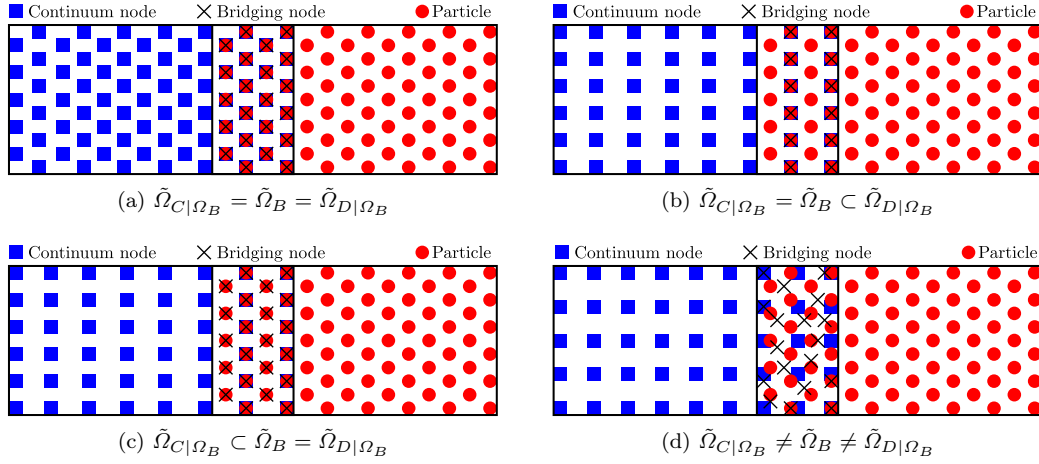 Continuum node Bridging node Particle Continuum node Bridging node Particle
(a) Ω̃_{C|Ω_B} = Ω̃_B = Ω̃_{D|Ω_B} (b) Ω̃_{C|Ω_B} = Ω̃_B ⊂ Ω̃_{D|Ω_B}
Continuum node Bridging node Particle Continuum node Bridging node Particle
(c) Ω̃_{C|Ω_B} ⊂ Ω̃_B = Ω̃_{D|Ω_B} (d) Ω̃_{C|Ω_B} ≠ Ω̃_B ≠ Ω̃_{D|Ω_B}